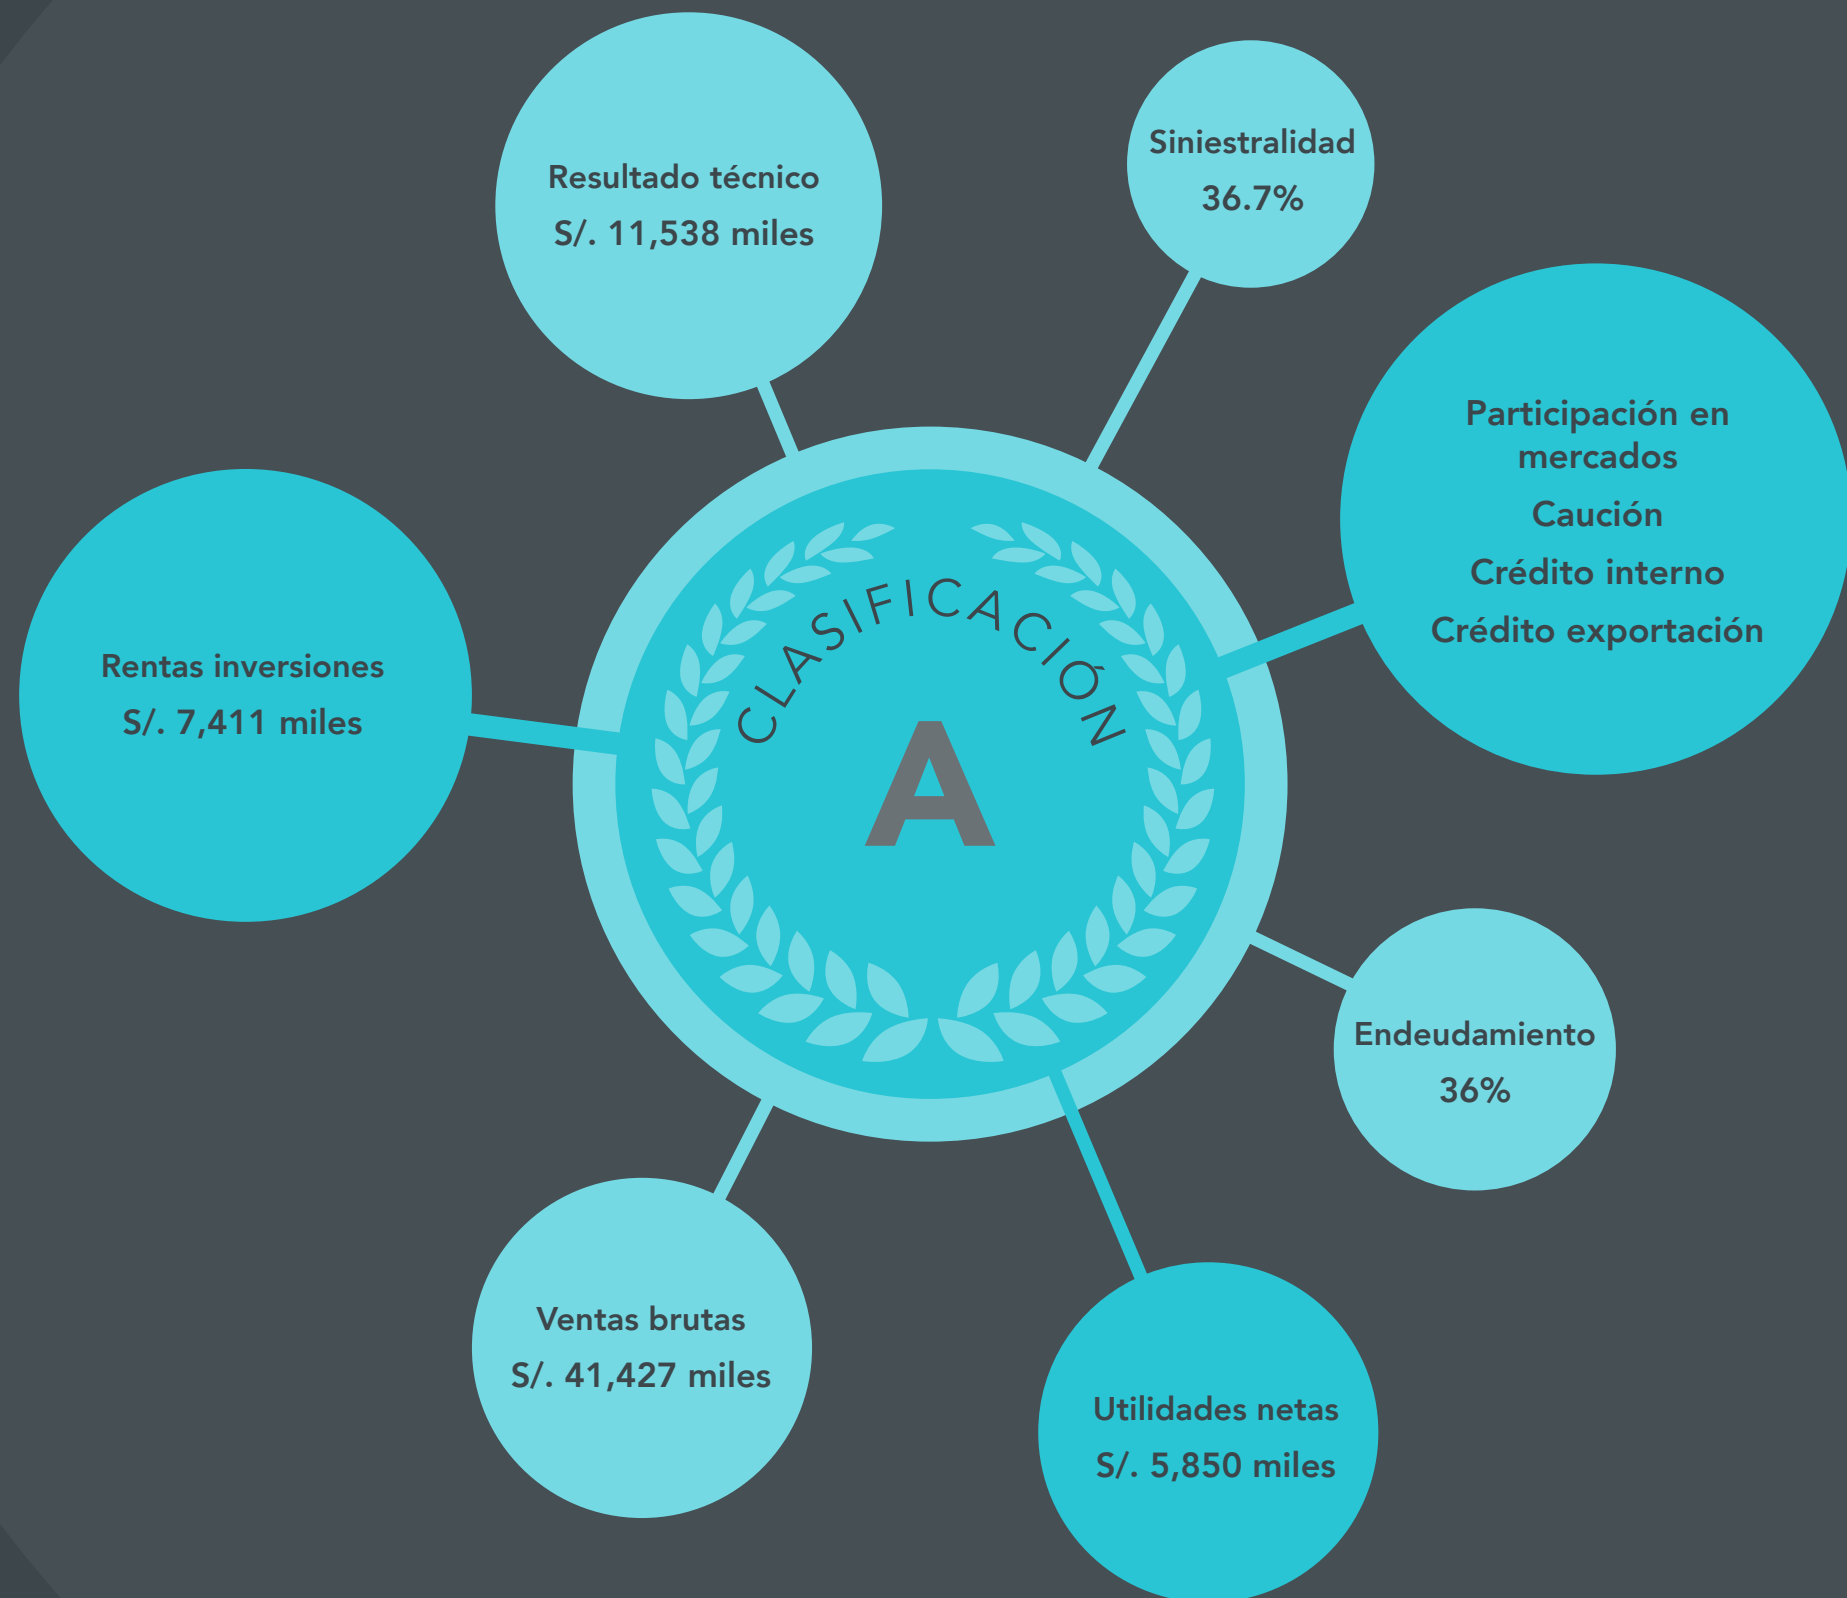 Resultado técnico
S/. 11,538 miles
Siniestralidad
36.7%
Participación en
mercados
Caución
Crédito interno
Crédito exportación
CLASIFICACIÓN
A
Rentas inversiones
S/. 7,411 miles
Endeudamiento
36%
Ventas brutas
S/. 41,427 miles
Utilidades netas
S/. 5,850 miles